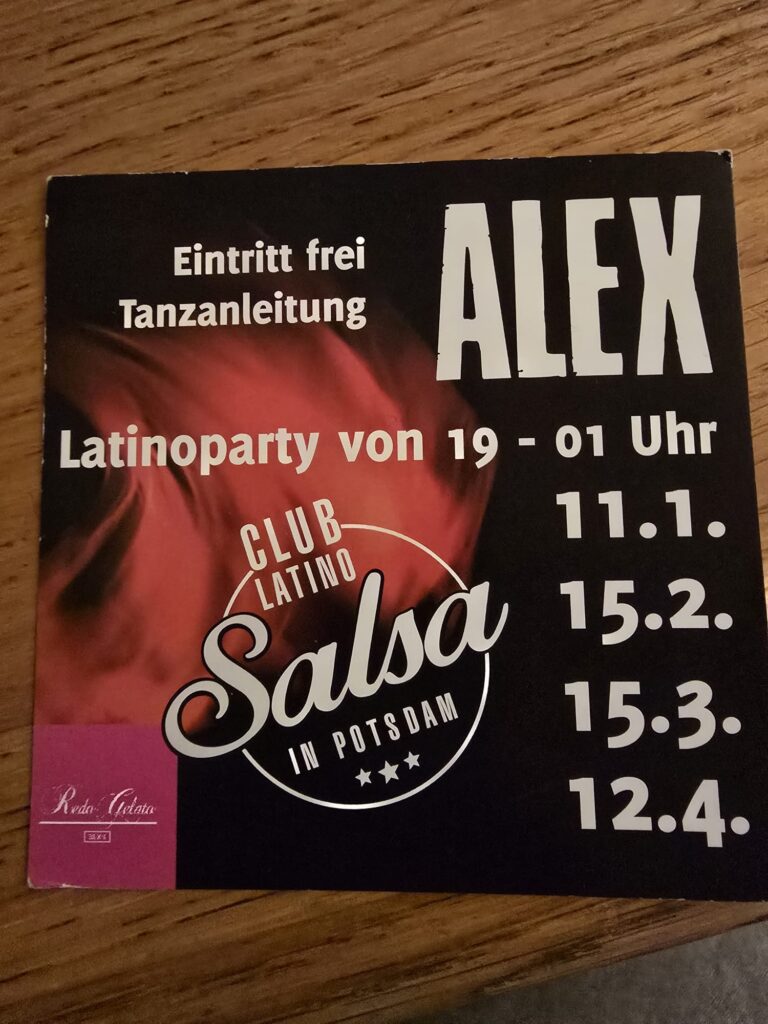 ALEX
Eintritt frei
Tanzanleitung
Latinoparty von 19 - 01 Uhr
11.1.
15.2.
15.3.
12.4.
CLUB
LATINO
Salsa
IN POTSDAM